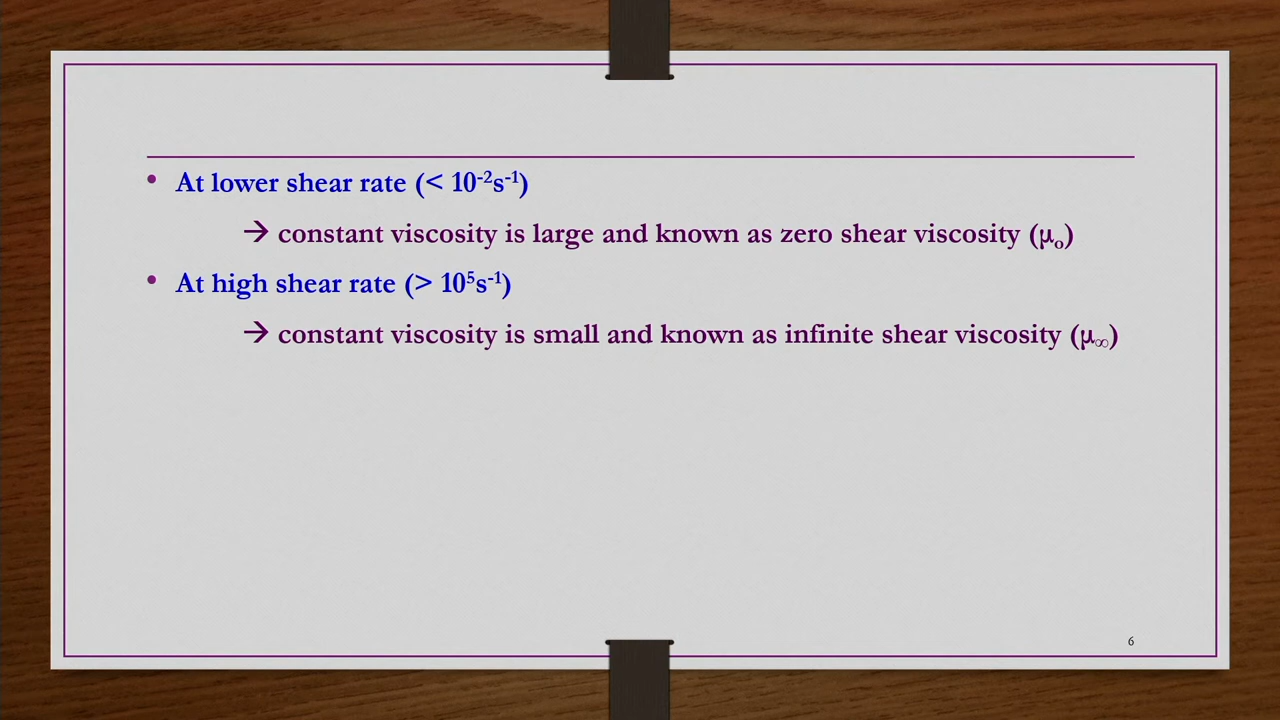 • At lower shear rate (< 10⁻²s⁻¹)
→ constant viscosity is large and known as zero shear viscosity (μₒ)
• At high shear rate (> 10⁵s⁻¹)
→ constant viscosity is small and known as infinite shear viscosity (μ∞)
6